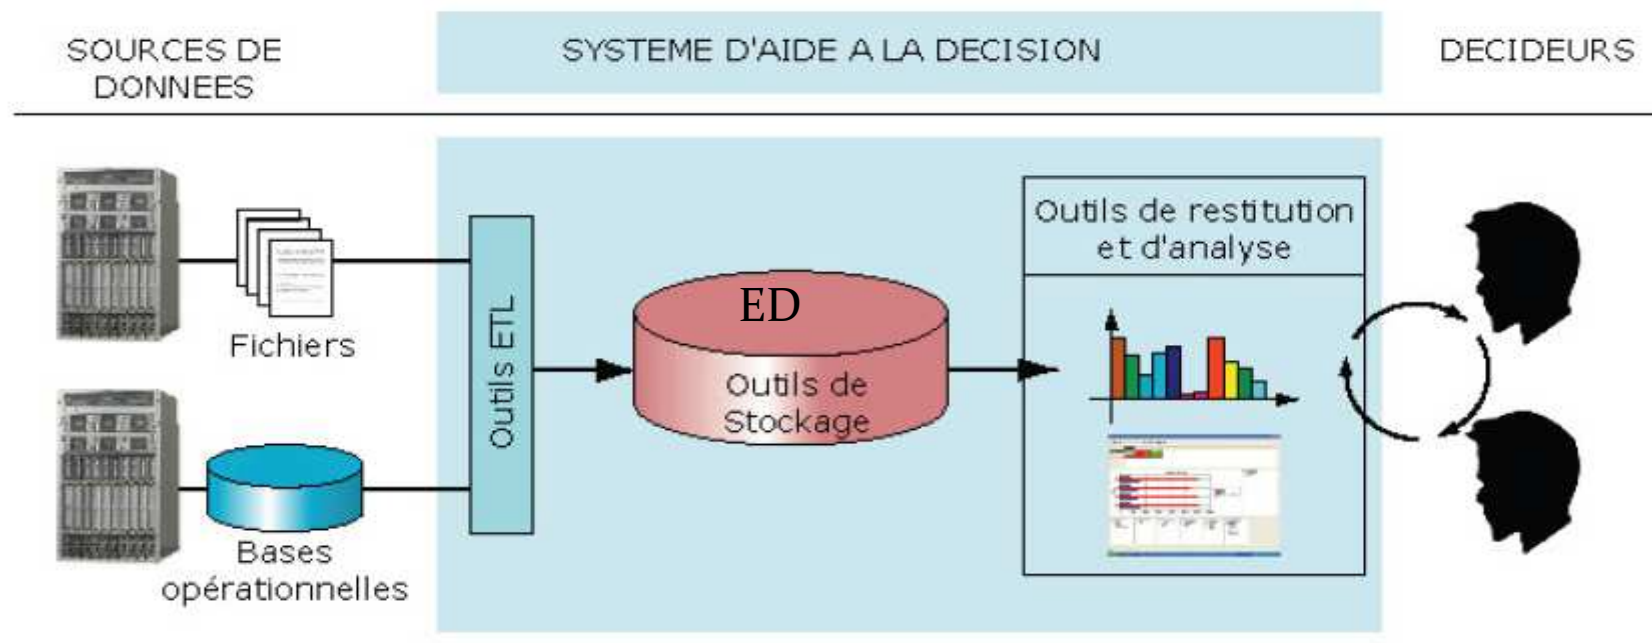 SOURCES DE
DONNEES
SYSTEME D'AIDE A LA DECISION
DECIDEURS
Fichiers
Bases
opérationnelles
Outils ETL
ED
Outils de
Stockage
Outils de restitution
et d'analyse